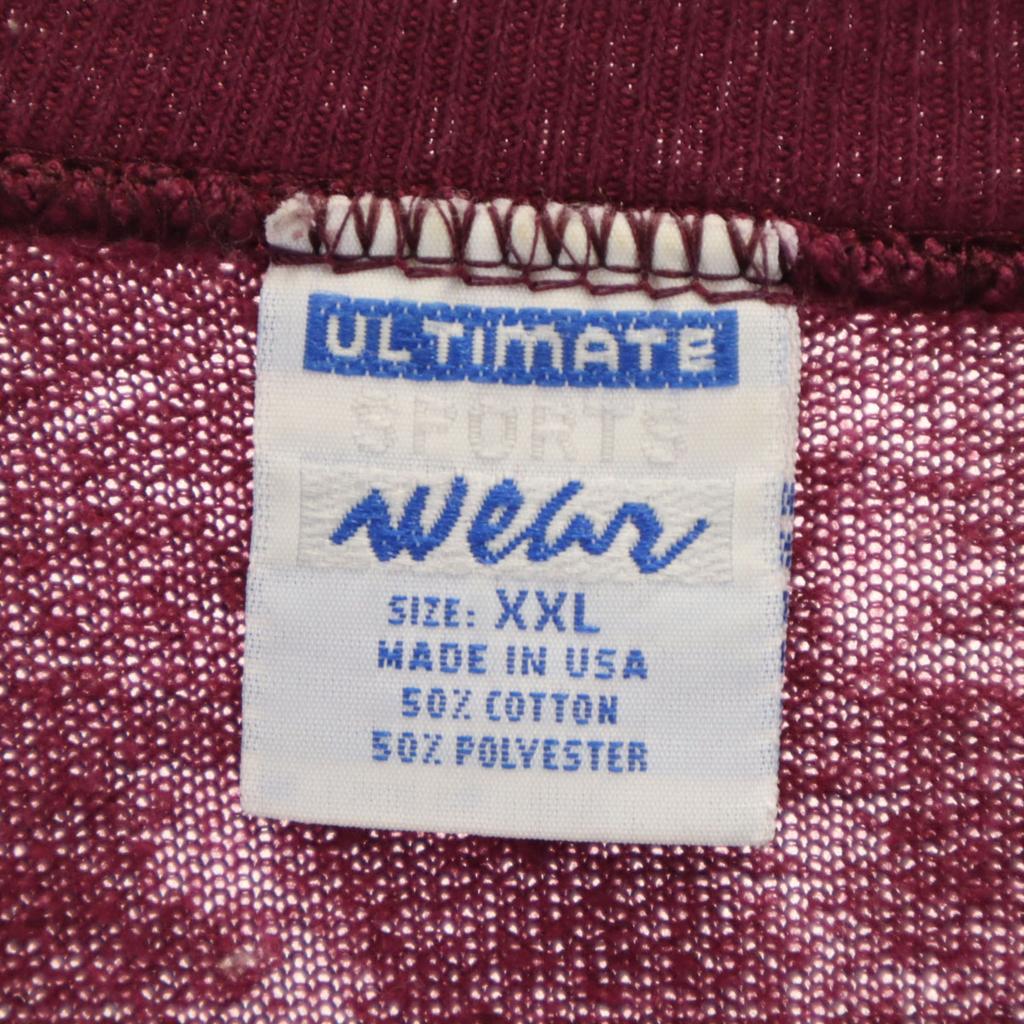 ULTIMATE
SPORTS
Wear
SIZE: XXL
MADE IN USA
50% COTTON
50% POLYESTER